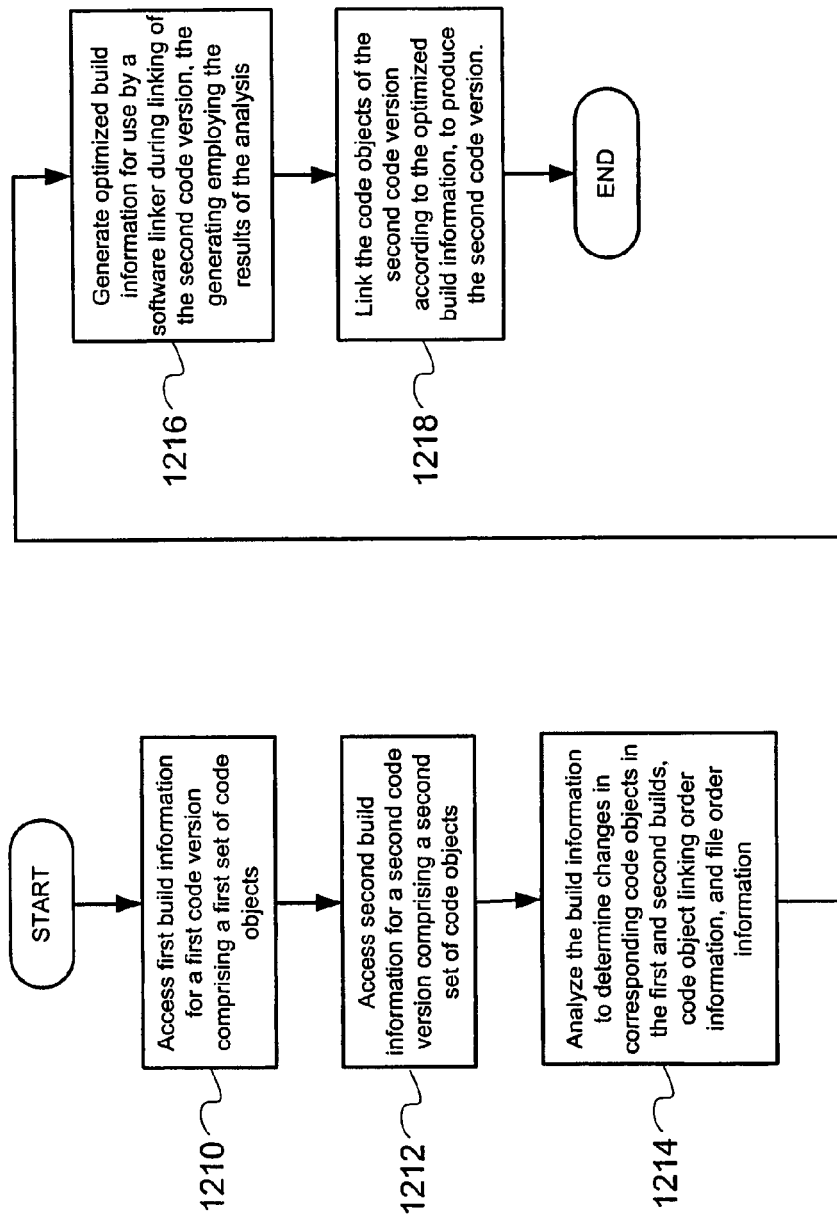 START
Access first build information
for a first code version
comprising a first set of code
objects
1210
Access second build
information for a second code
version comprising a second
set of code objects
1212
Analyze the build information
to determine changes in
corresponding code objects in
the first and second builds,
code object linking order
information, and file order
information
1214
Generate optimized build
information for use by a
software linker during linking of
the second code version, the
generating employing the
results of the analysis
1216
Link the code objects of the
second code version
according to the optimized
build information, to produce
the second code version.
1218
END